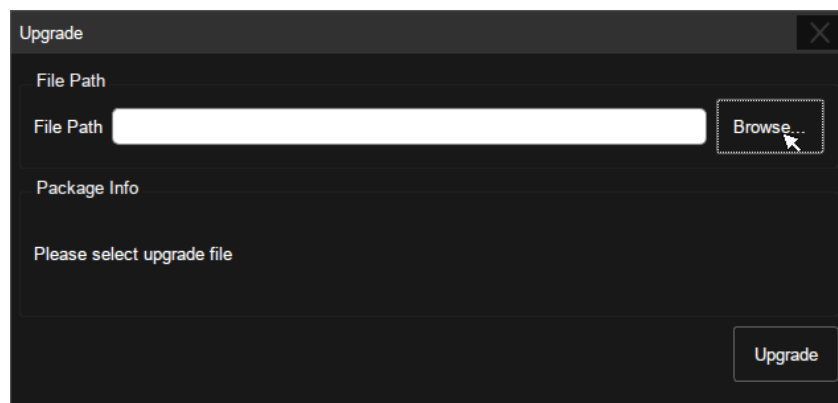 Upgrade
File Path
File Path
Browse...
Package Info
Please select upgrade file
Upgrade